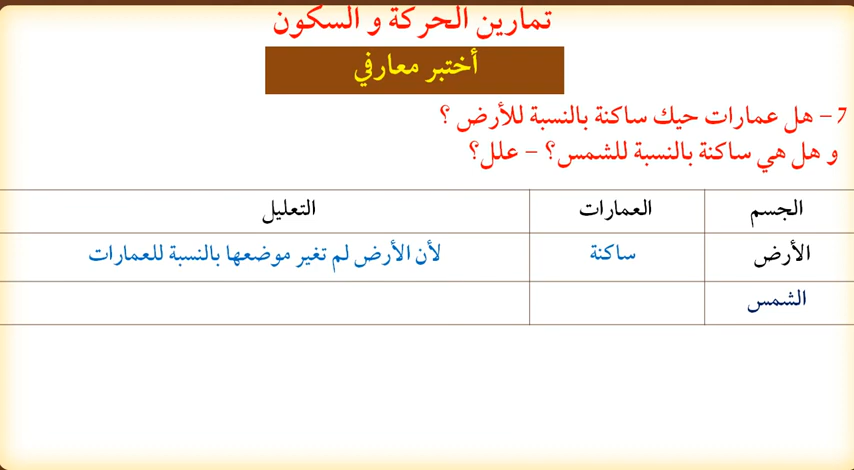 تمارين الحركة و السكون
أختبر معارفي
7 – هل عمارات حيك ساكنة بالنسبة للأرض ؟
و هل هي ساكنة بالنسبة للشمس؟ – علل؟
الجسم العمارات التعليل
الأرض ساكنة لأن الأرض لم تغير موضعها بالنسبة للعمارات
الشمس